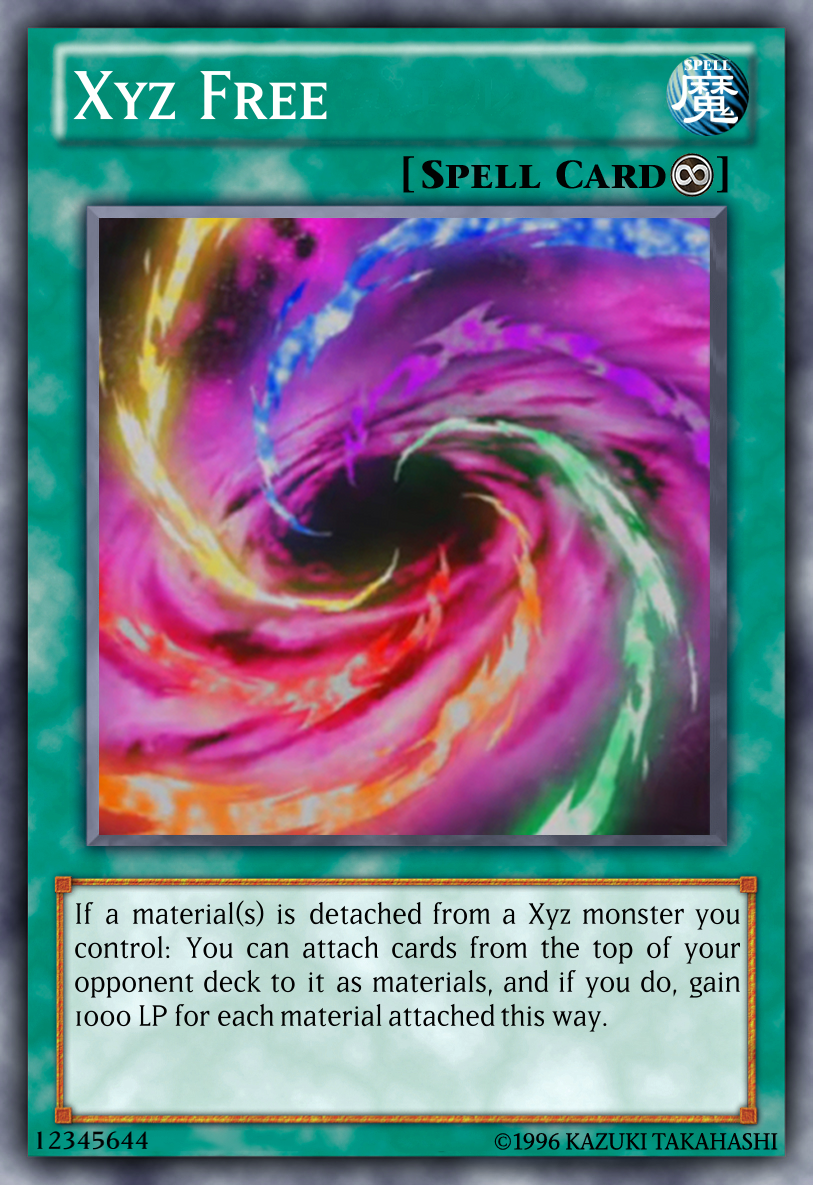 Xyz Free
SPELL
魔
[Spell Card∞]
If a material(s) is detached from a Xyz monster you
control: You can attach cards from the top of your
opponent deck to it as materials, and if you do, gain
1000 LP for each material attached this way.
12345644
©1996 KAZUKI TAKAHASHI